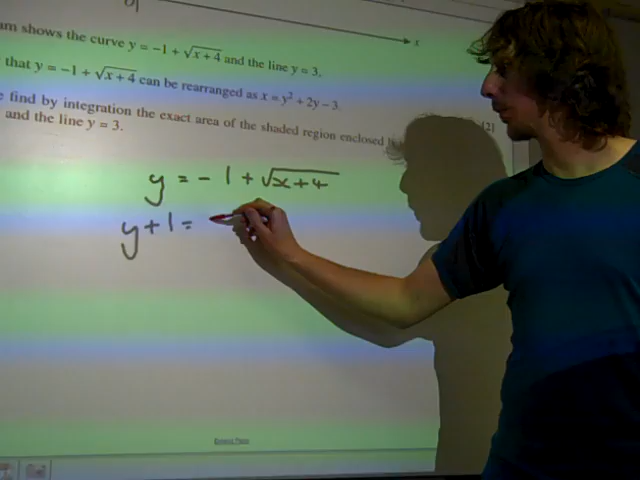 0
x
am shows the curve y = −1 + √(x + 4) and the line y = 3.
that y = −1 + √(x + 4) can be rearranged as x = y² + 2y − 3
find by integration the exact area of the shaded region enclosed
and the line y = 3.
y = - 1 + √(x+4)
y+1 =